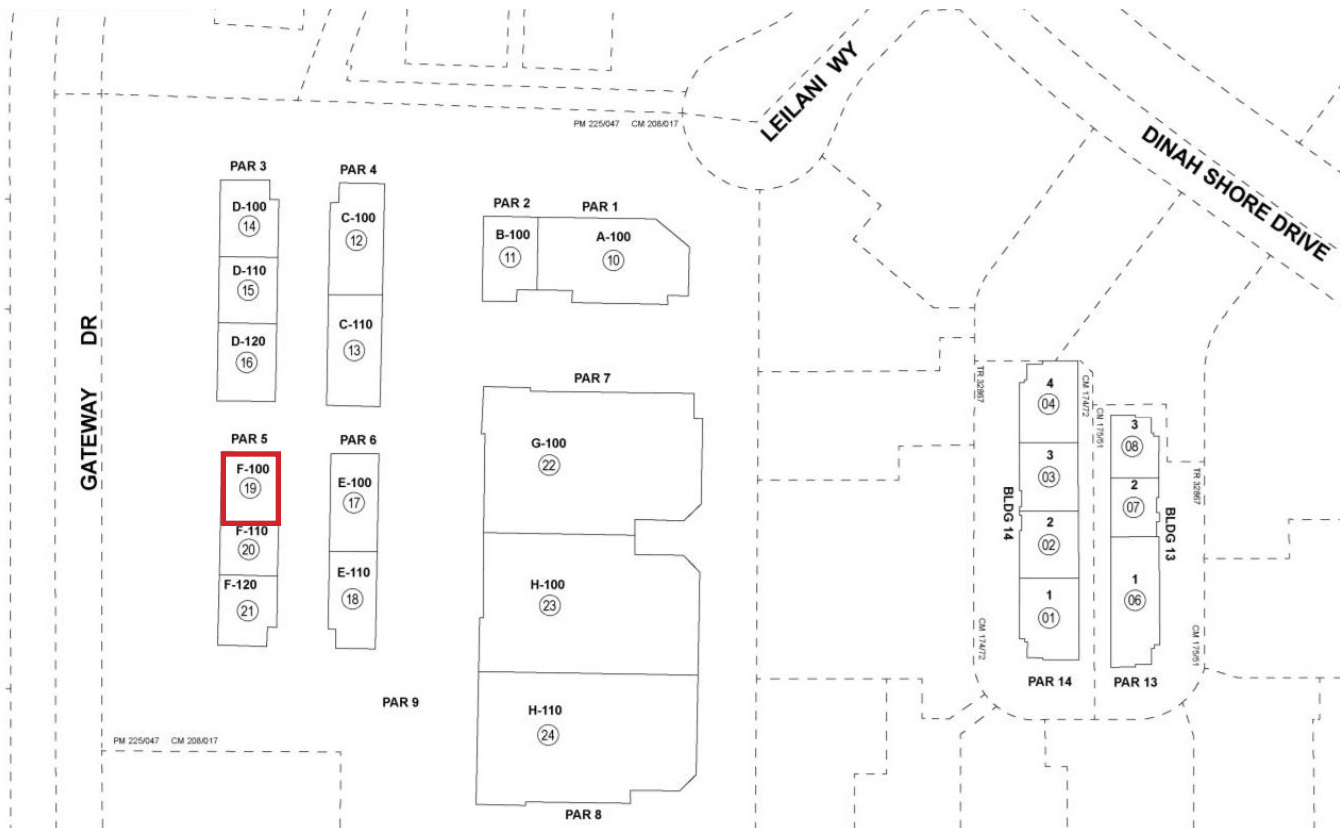 LEILANI WY
DINAH SHORE DRIVE
PM 225/047 CM 208/017
GATEWAY DR
PAR 3
D-100
14
D-110
15
D-120
16
PAR 4
C-100
12
C-110
13
PAR 2
B-100
11
PAR 1
A-100
10
PAR 5
F-100
19
F-110
20
F-120
21
PAR 6
E-100
17
E-110
18
PAR 7
G-100
22
H-100
23
H-110
24
PAR 8
PAR 9
PM 225/047 CM 208/017
TR 32867
CM 174/72
4
04
3
03
2
02
1
01
BLDG 14
CM 174/72
PAR 14
CM 175/51
3
08
2
07
1
06
BLDG 13
TR 32867
CM 175/51
PAR 13